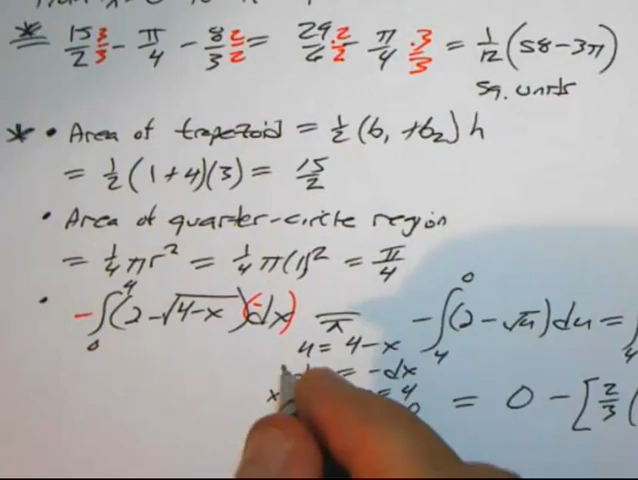 * 15/2 3/3 - π/4 - 8/3 2/2 = 29/6 · 2/2 - π/4 · 3/3 = 1/12 (58 - 3π)
sq. units
* • Area of trapezoid = 1/2 (b₁ + b₂) h
= 1/2 (1 + 4)(3) = 15/2
• Area of quarter-circle region
= 1/4 πr² = 1/4 π(1)² = π/4
• -∫₀⁴ (2 - √(4-x)) (-dx) = -∫₄⁰ (2 - √u) du = ∫
u = 4 - x
= -dx
x = 4
= 0 - [2/3 (